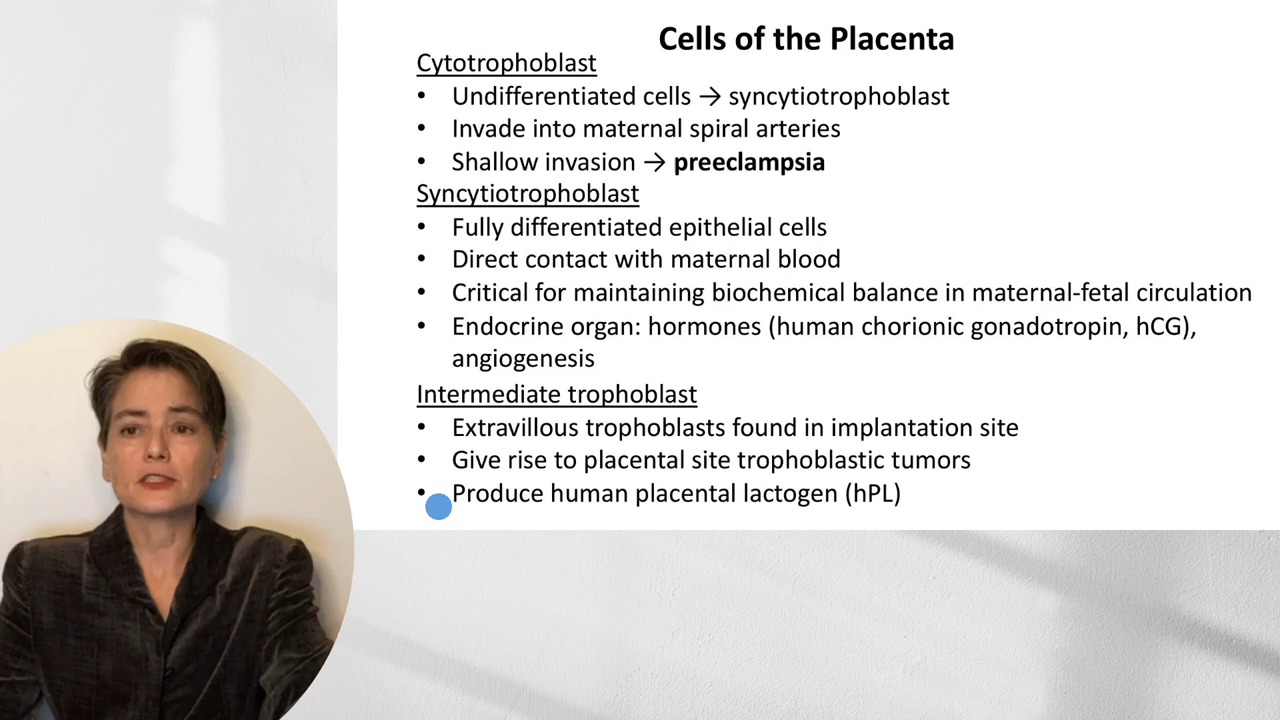 Cells of the Placenta
Cytotrophoblast
• Undifferentiated cells → syncytiotrophoblast
• Invade into maternal spiral arteries
• Shallow invasion → preeclampsia
Syncytiotrophoblast
• Fully differentiated epithelial cells
• Direct contact with maternal blood
• Critical for maintaining biochemical balance in maternal-fetal circulation
• Endocrine organ: hormones (human chorionic gonadotropin, hCG),
angiogenesis
Intermediate trophoblast
• Extravillous trophoblasts found in implantation site
• Give rise to placental site trophoblastic tumors
• Produce human placental lactogen (hPL)